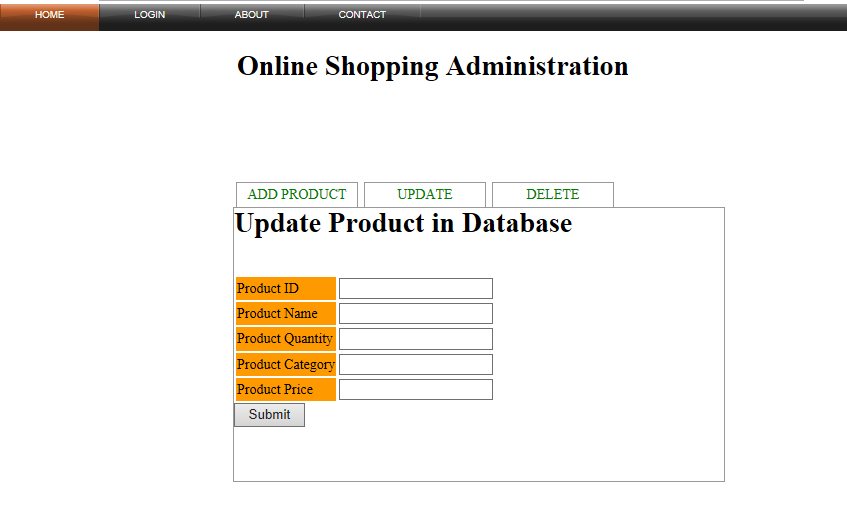 HOME LOGIN ABOUT CONTACT
Online Shopping Administration
ADD PRODUCT UPDATE DELETE
Update Product in Database
Product ID
Product Name
Product Quantity
Product Category
Product Price
Submit